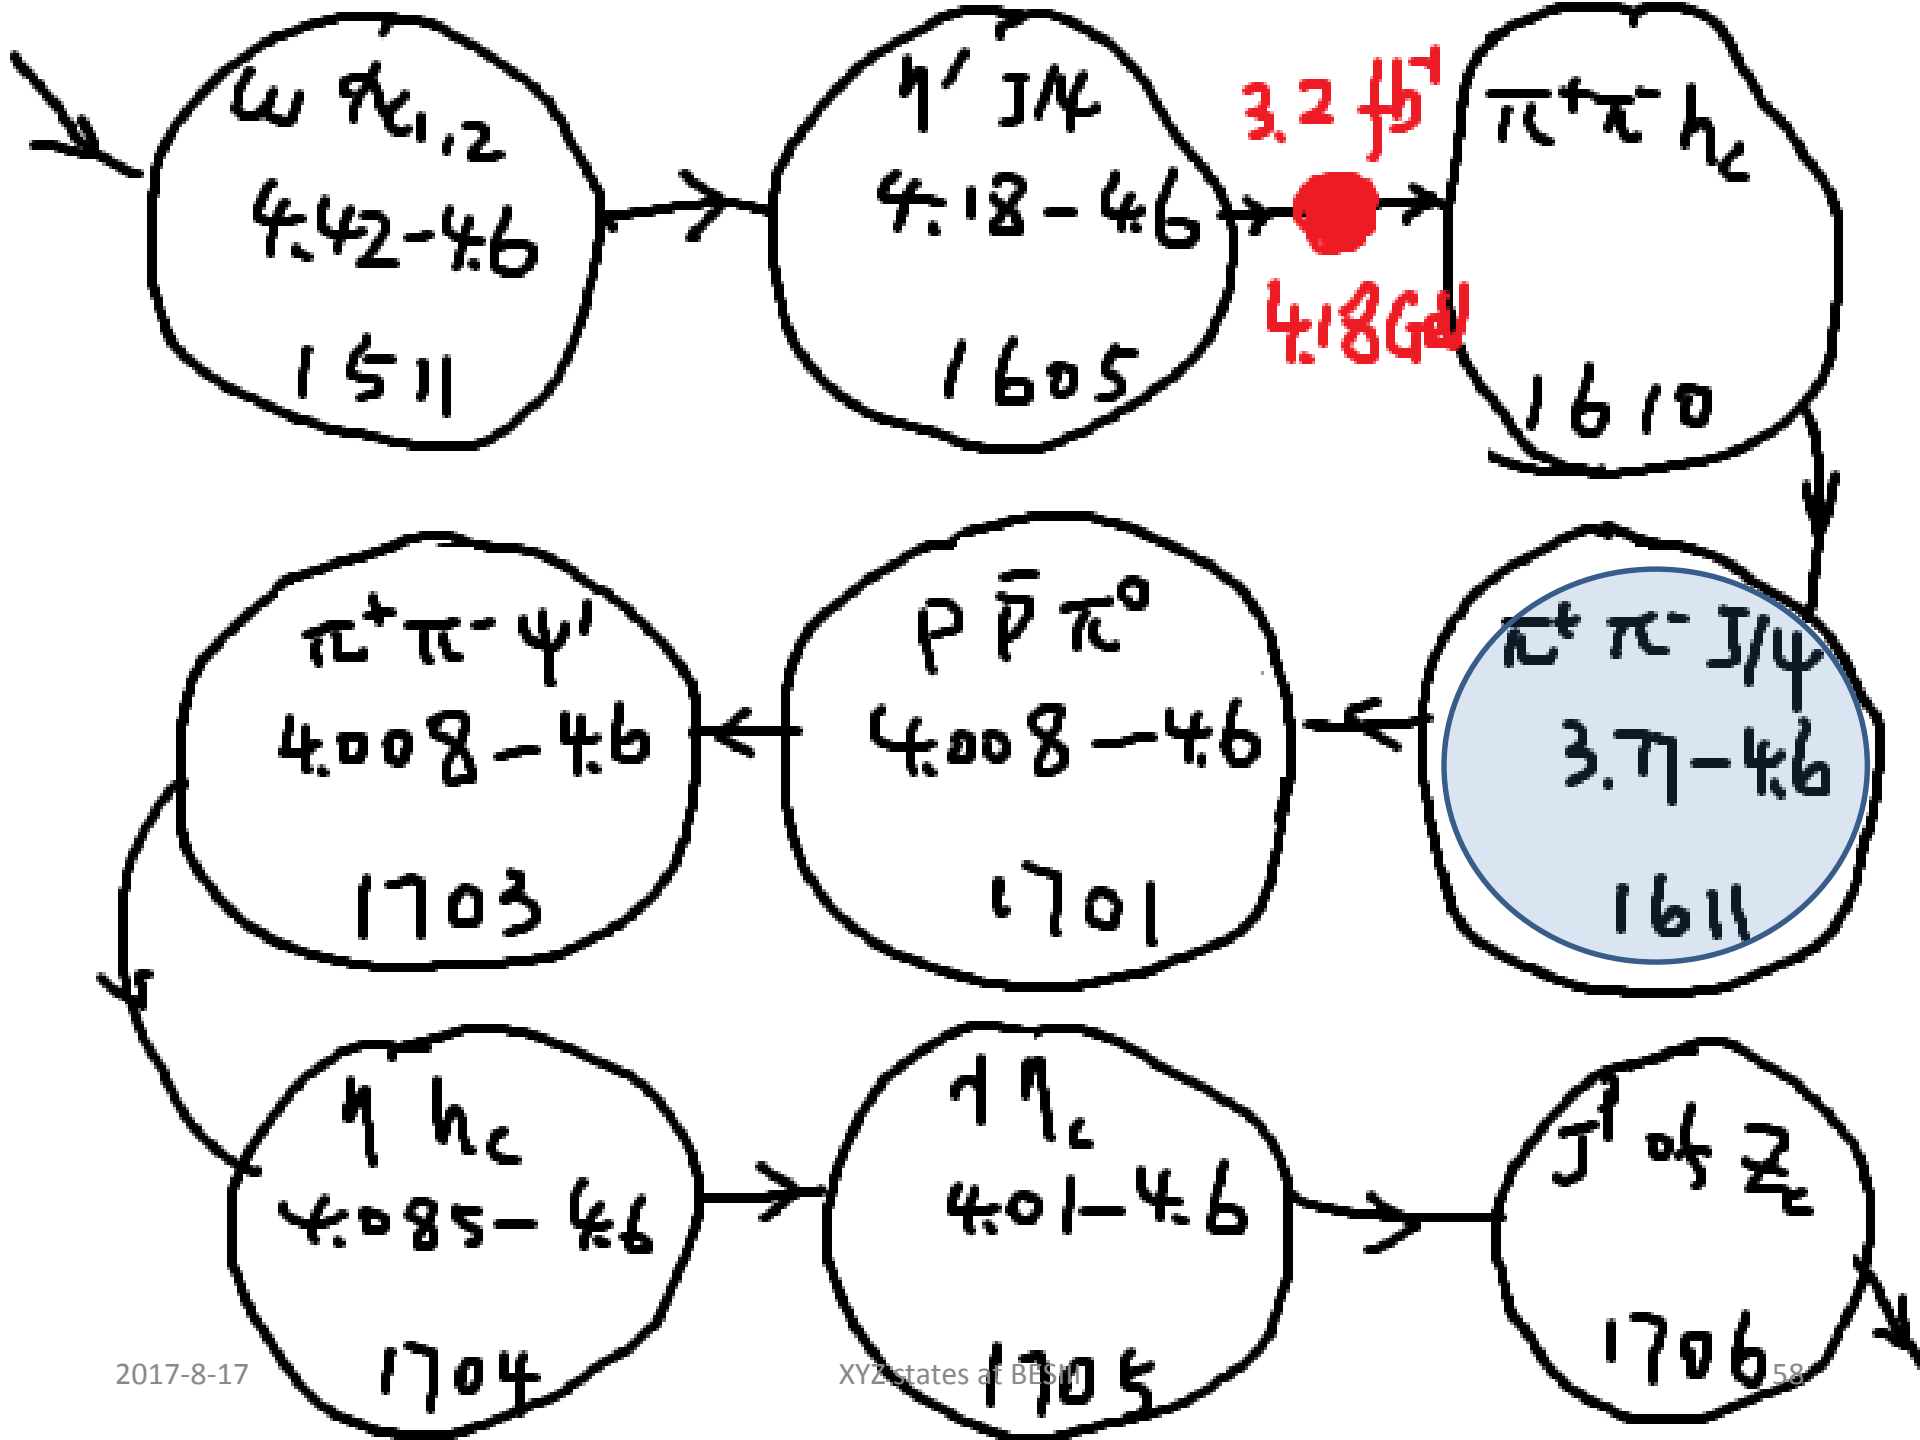 ω χc1,2
4.42-4.6
1511
η′ J/ψ
4.18-4.6
1605
3.2 fb⁻¹
4.18GeV
π⁺π⁻ hc
1610
π⁺ π⁻ J/ψ
3.77-4.6
1611
p p̄ π⁰
4.008-4.6
1701
π⁺π⁻ψ′
4.008-4.6
1703
η hc
4.085-4.6
1704
γ ηc
4.01-4.6
1705
Jᴾ of Zc
1706
2017-8-17
XYZ states at BESIII
58